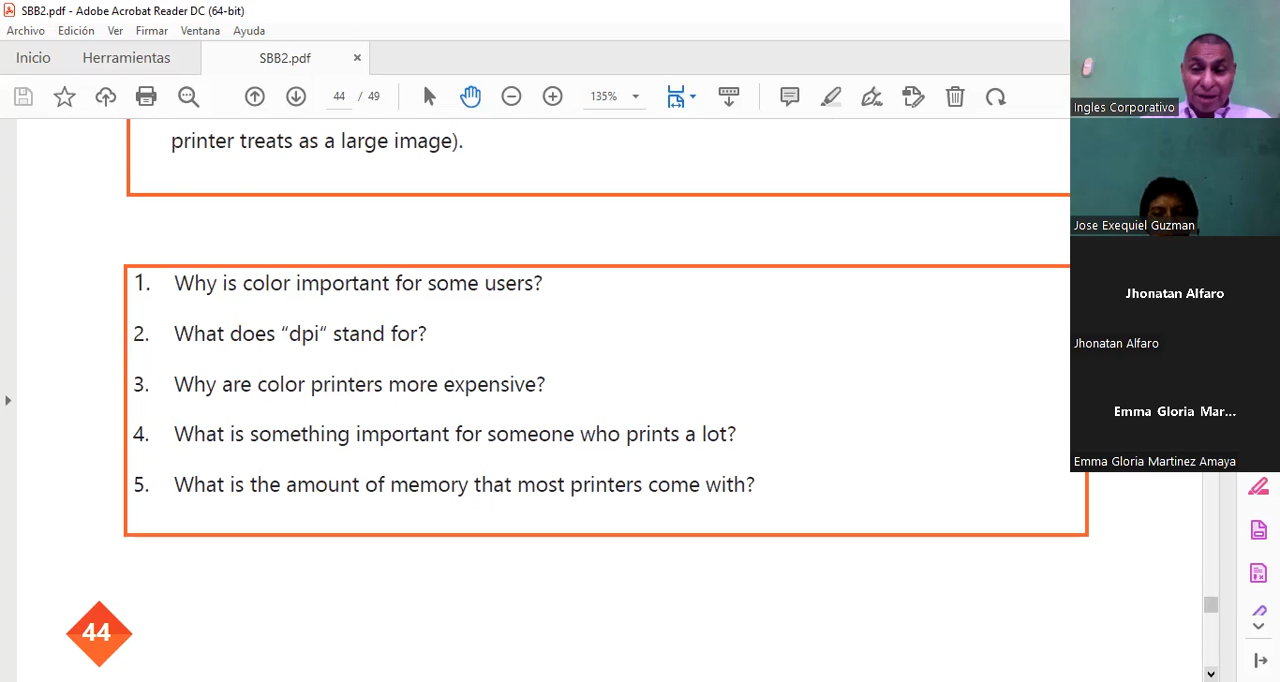 SBB2.pdf - Adobe Acrobat Reader DC (64-bit)
Archivo Edición Ver Firmar Ventana Ayuda
Inicio Herramientas SBB2.pdf ×
44 / 49 135%
printer treats as a large image).
1. Why is color important for some users?
2. What does “dpi“ stand for?
3. Why are color printers more expensive?
4. What is something important for someone who prints a lot?
5. What is the amount of memory that most printers come with?
44
Ingles Corporativo
Jose Exequiel Guzman
Jhonatan Alfaro
Jhonatan Alfaro
Emma Gloria Mar...
Emma Gloria Martinez Amaya